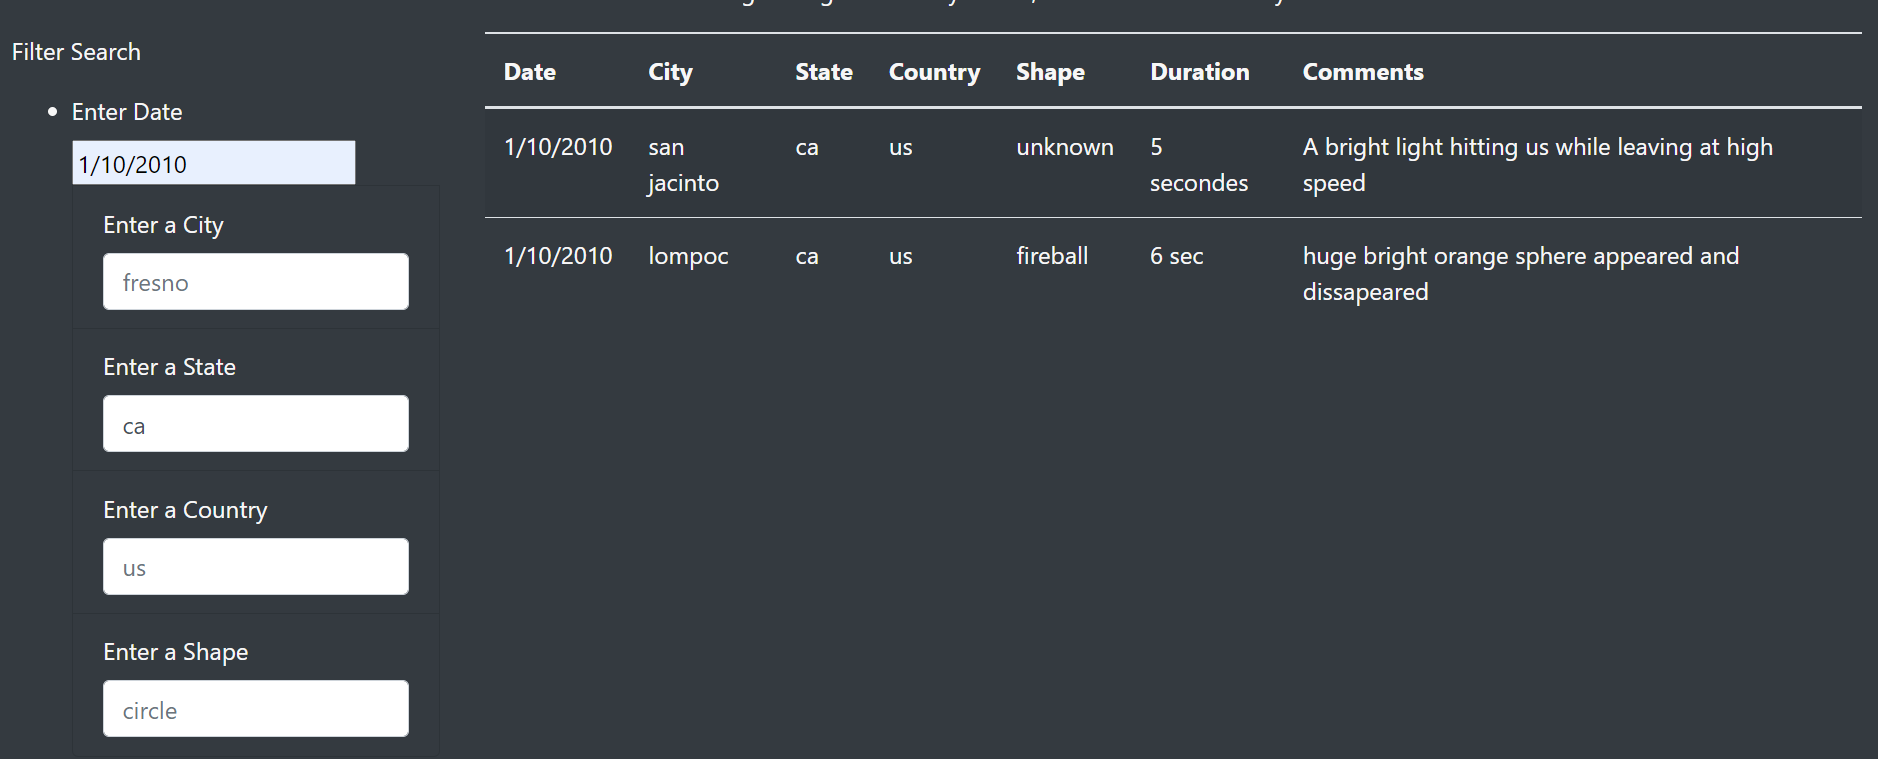 Filter Search
Enter Date
1/10/2010
Enter a City
fresno
Enter a State
ca
Enter a Country
us
Enter a Shape
circle
Date City State Country Shape Duration Comments
1/10/2010 san ca us unknown 5 A bright light hitting us while leaving at high
jacinto secondes speed
1/10/2010 lompoc ca us fireball 6 sec huge bright orange sphere appeared and
dissapeared